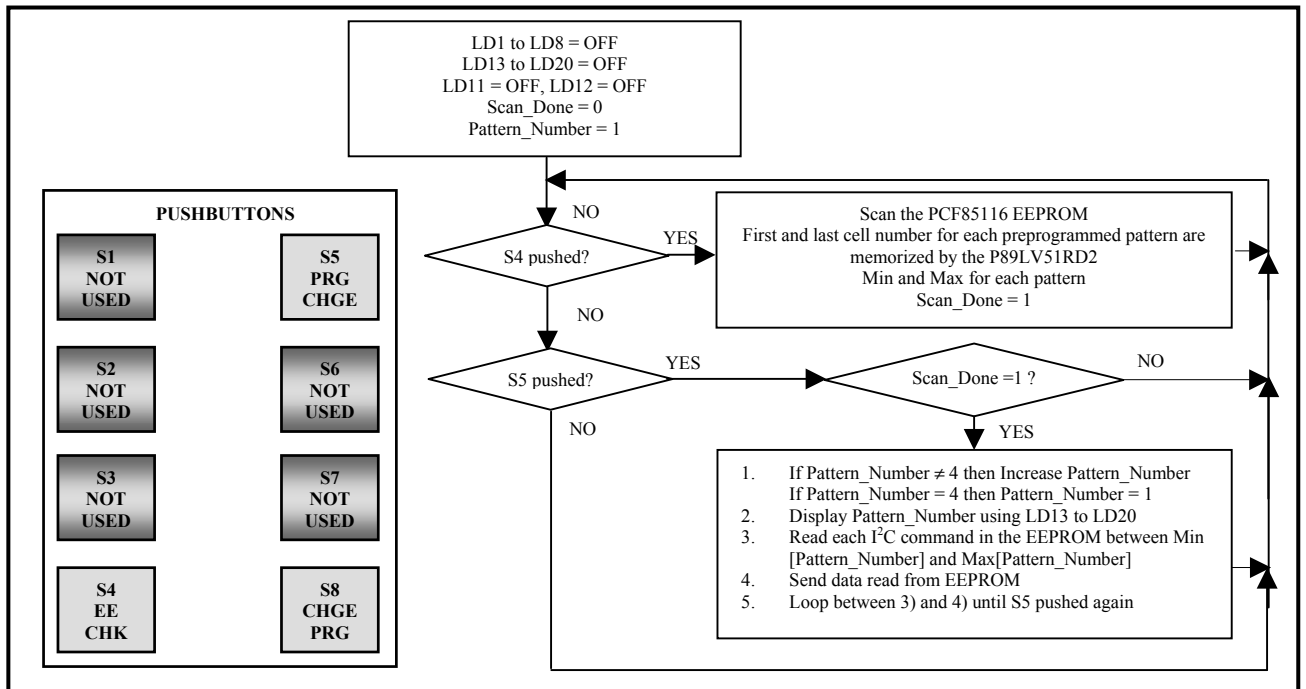 LD1 to LD8 = OFF
LD13 to LD20 = OFF
LD11 = OFF, LD12 = OFF
Scan_Done = 0
Pattern_Number = 1
PUSHBUTTONS
S1
NOT
USED
S5
PRG
CHGE
S2
NOT
USED
S6
NOT
USED
S3
NOT
USED
S7
NOT
USED
S4
EE
CHK
S8
CHGE
PRG
NO
S4 pushed?
YES
Scan the PCF85116 EEPROM
First and last cell number for each preprogrammed pattern are
memorized by the P89LV51RD2
Min and Max for each pattern
Scan_Done = 1
NO
S5 pushed?
YES
Scan_Done =1 ?
NO
NO
YES
1. If Pattern_Number ≠ 4 then Increase Pattern_Number
If Pattern_Number = 4 then Pattern_Number = 1
2. Display Pattern_Number using LD13 to LD20
3. Read each I²C command in the EEPROM between Min
[Pattern_Number] and Max[Pattern_Number]
4. Send data read from EEPROM
5. Loop between 3) and 4) until S5 pushed again